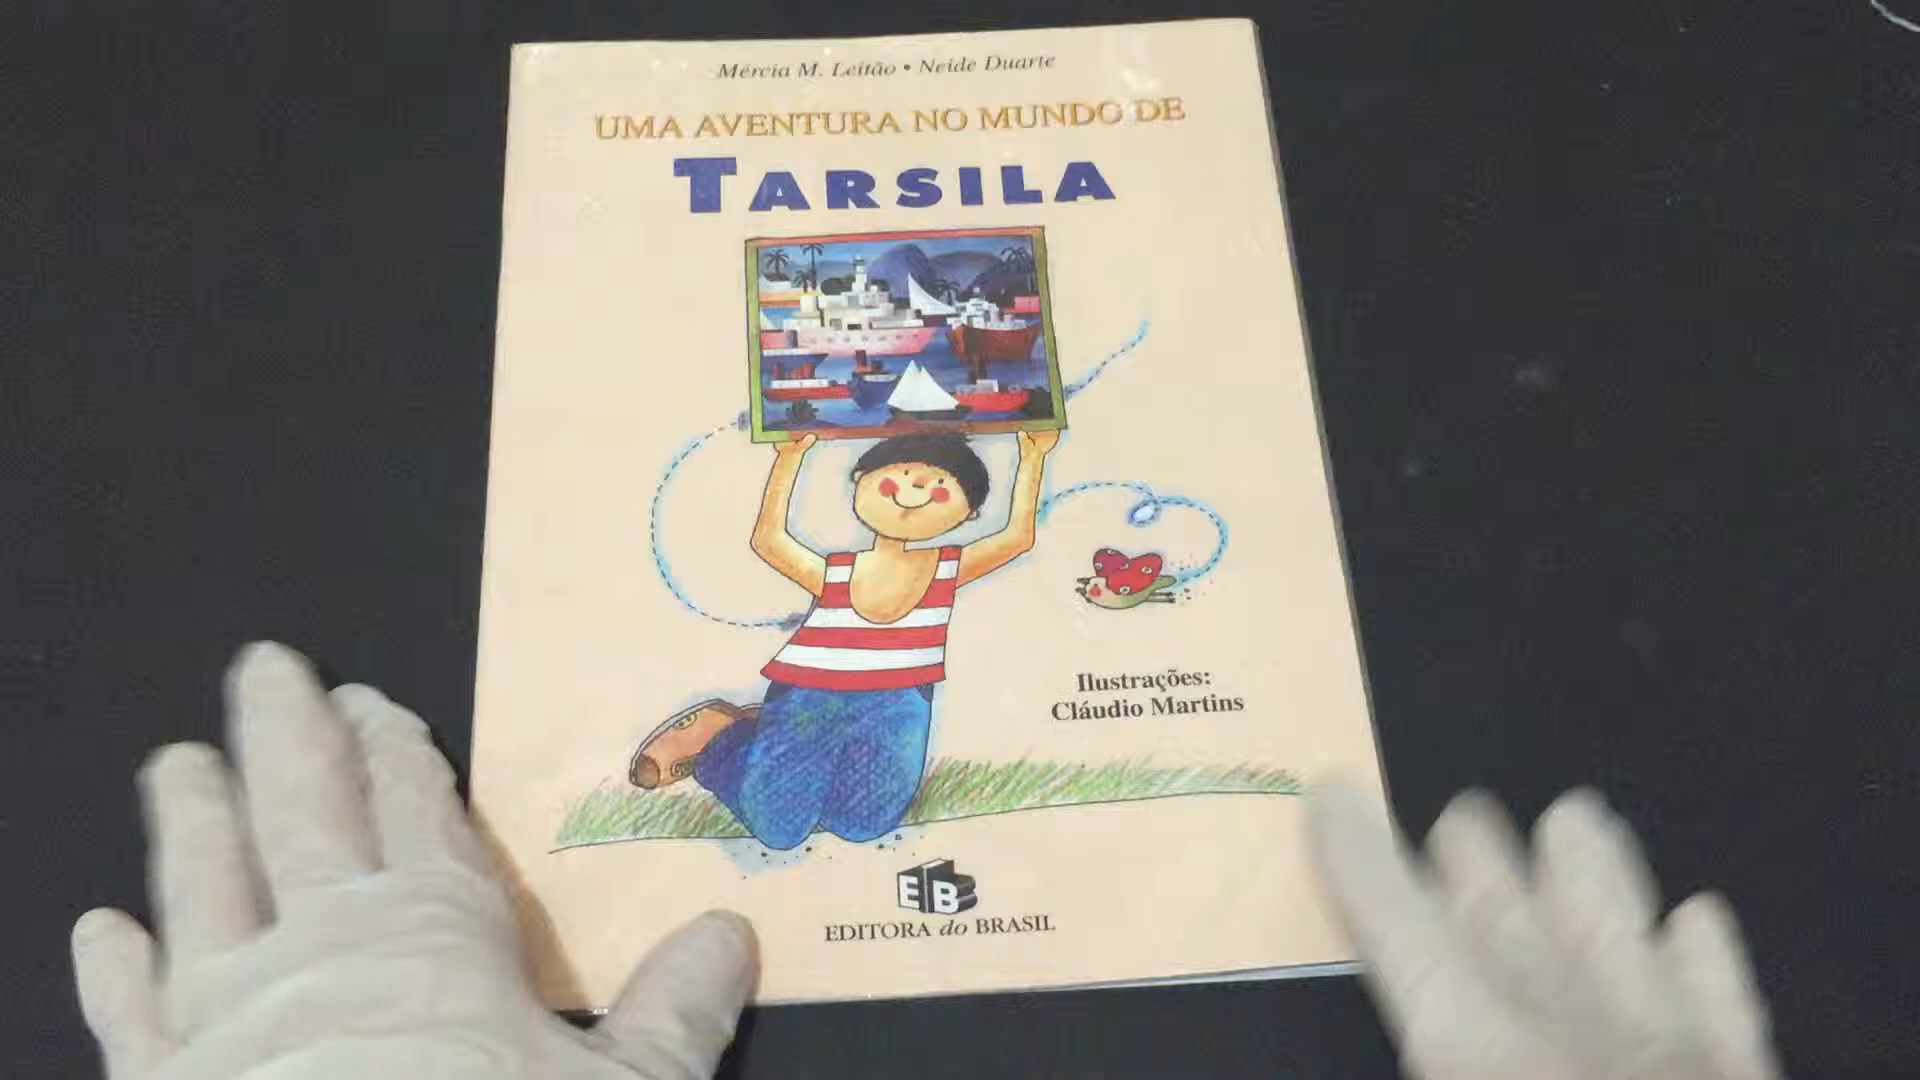 Mércia M. Leitão • Neide Duarte
UMA AVENTURA NO MUNDO DE
TARSILA
Ilustrações:
Cláudio Martins
EB
EDITORA do BRASIL